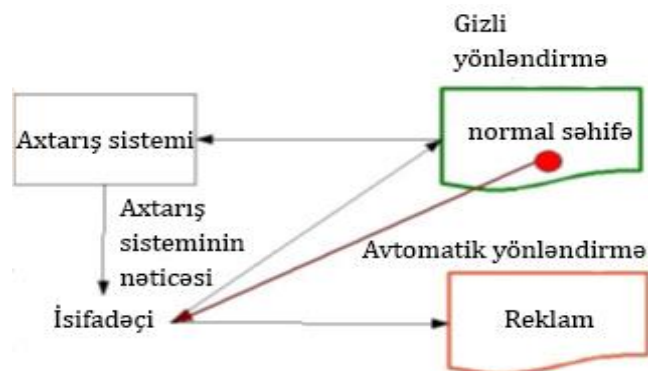 Gizli
yönləndirmə
Axtarış sistemi
normal səhifə
Axtarış
sisteminin
nəticəsi
Avtomatik yönləndirmə
İsifadəçi
Reklam